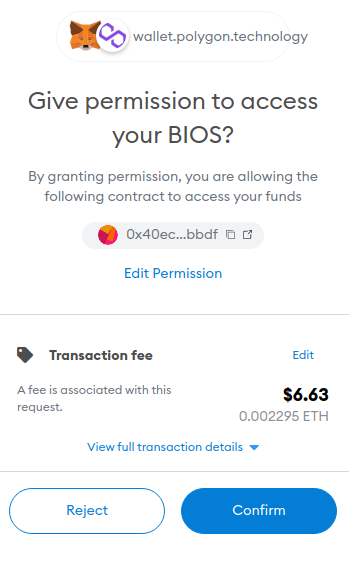 wallet.polygon.technology
Give permission to access
your BIOS?
By granting permission, you are allowing the
following contract to access your funds
0x40ec...bbdf
Edit Permission
Transaction fee
Edit
A fee is associated with this
request.
$6.63
0.002295 ETH
View full transaction details
Reject
Confirm